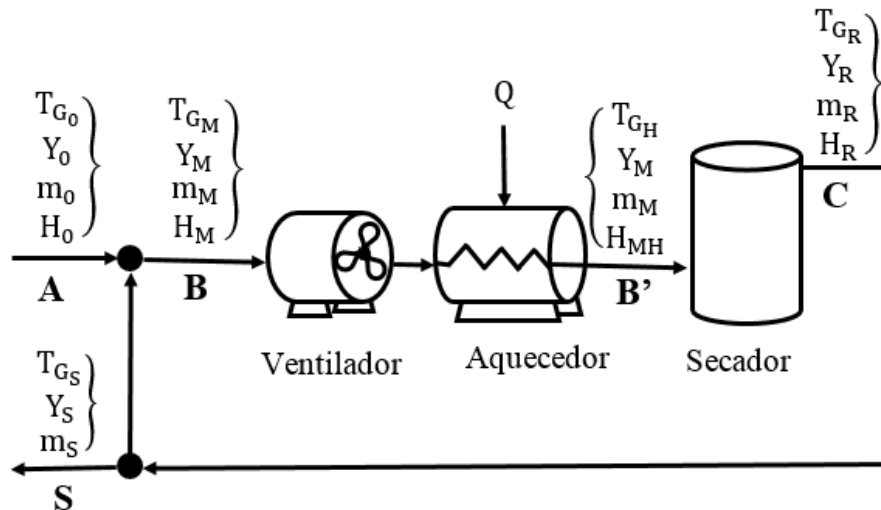 T_{G_0}
Y_0
m_0
H_0
A
T_{G_M}
Y_M
m_M
H_M
B
Ventilador
Q
Aquecedor
T_{G_H}
Y_M
m_M
H_{MH}
B'
Secador
T_{G_R}
Y_R
m_R
H_R
C
T_{G_S}
Y_S
m_S
S